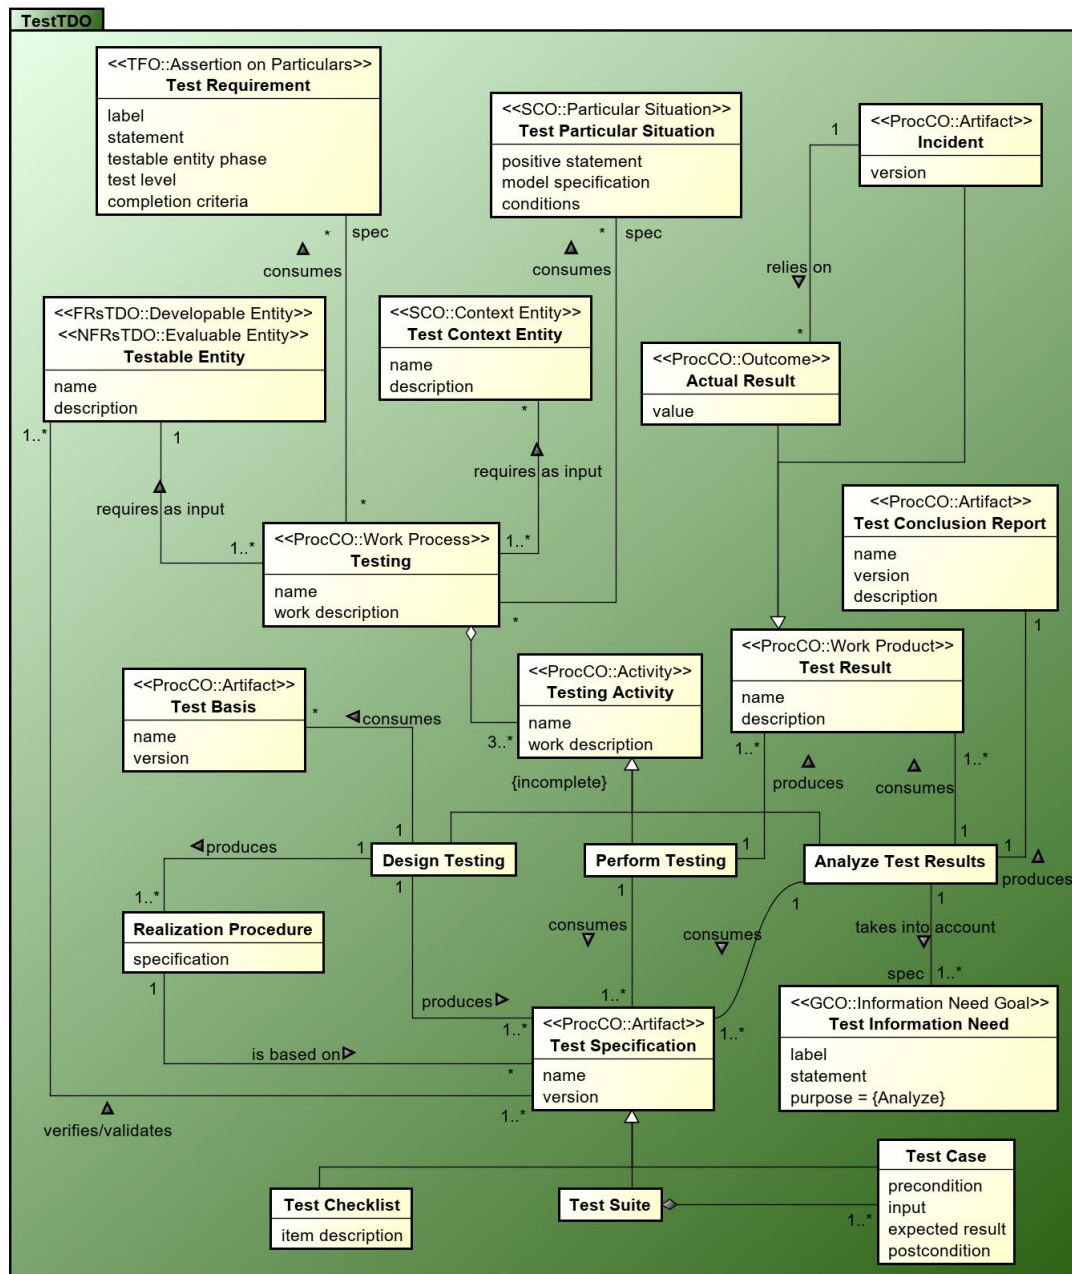 TestTDO
<<TFO::Assertion on Particulars>>
Test Requirement
label
statement
testable entity phase
test level
completion criteria
<<SCO::Particular Situation>>
Test Particular Situation
positive statement
model specification
conditions
<<ProcCO::Artifact>>
Incident
version
1
* spec
consumes
* spec
consumes
relies on
*
<<FRsTDO::Developable Entity>>
<<NFRsTDO::Evaluable Entity>>
Testable Entity
name
description
<<SCO::Context Entity>>
Test Context Entity
name
description
<<ProcCO::Outcome>>
Actual Result
value
1..*
1
*
requires as input
requires as input
*
1..*
1..*
*
<<ProcCO::Work Process>>
Testing
name
work description
<<ProcCO::Artifact>>
Test Conclusion Report
name
version
description
1
<<ProcCO::Work Product>>
Test Result
name
description
<<ProcCO::Activity>>
Testing Activity
name
work description
3..*
<<ProcCO::Artifact>>
Test Basis
name
version
*
consumes
{incomplete}
1..*
produces
1..*
consumes
1
produces
1
Design Testing
1
Perform Testing
1
1
Analyze Test Results
1
produces
1
1
1
1
1..*
Realization Procedure
specification
1
consumes
consumes
takes into account
spec 1..*
produces
1..*
1..*
1..*
is based on
*
<<ProcCO::Artifact>>
Test Specification
name
version
<<GCO::Information Need Goal>>
Test Information Need
label
statement
purpose = {Analyze}
verifies/validates
1..*
Test Checklist
item description
Test Suite
1..*
Test Case
precondition
input
expected result
postcondition